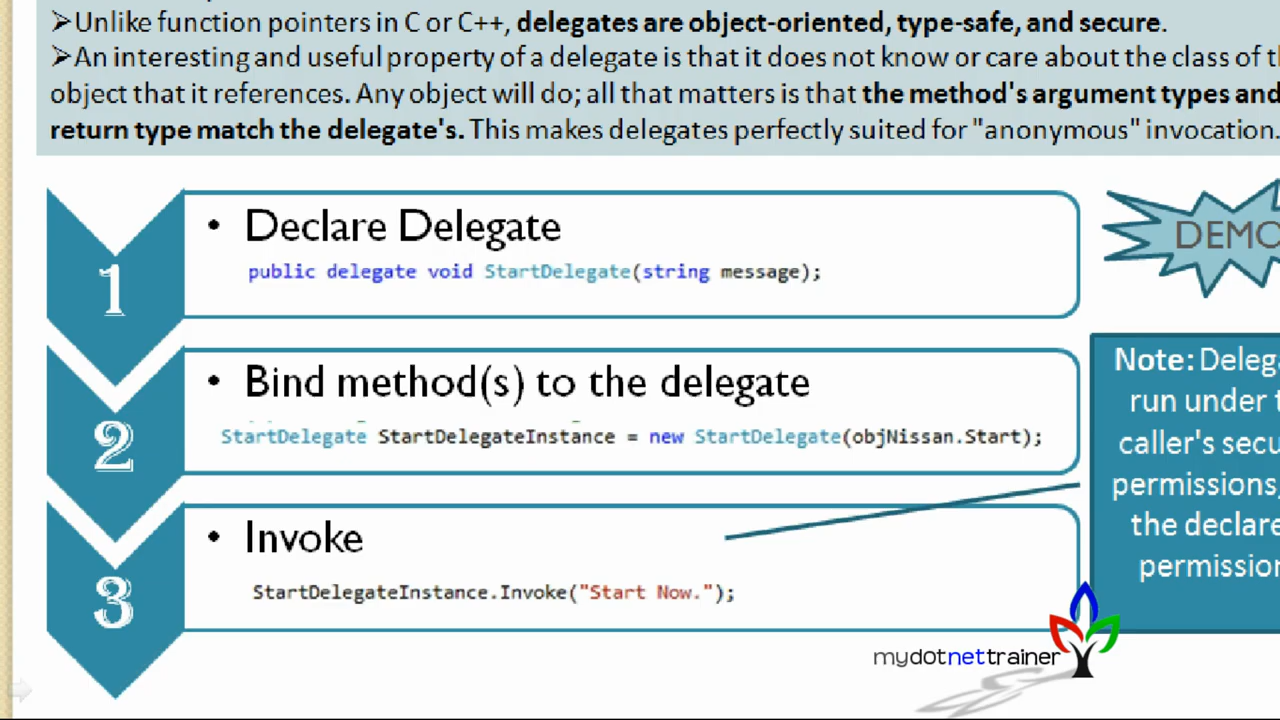 ➢Unlike function pointers in C or C++, delegates are object-oriented, type-safe, and secure.
➢An interesting and useful property of a delegate is that it does not know or care about the class of
object that it references. Any object will do; all that matters is that the method's argument types and
return type match the delegate's. This makes delegates perfectly suited for "anonymous" invocation.
1
• Declare Delegate
public delegate void StartDelegate(string message);
DEMO
2
• Bind method(s) to the delegate
StartDelegate StartDelegateInstance = new StartDelegate(objNissan.Start);
3
• Invoke
StartDelegateInstance.Invoke("Start Now.");
Note:
run under
caller's
permissions,
the
mydotnettrainer